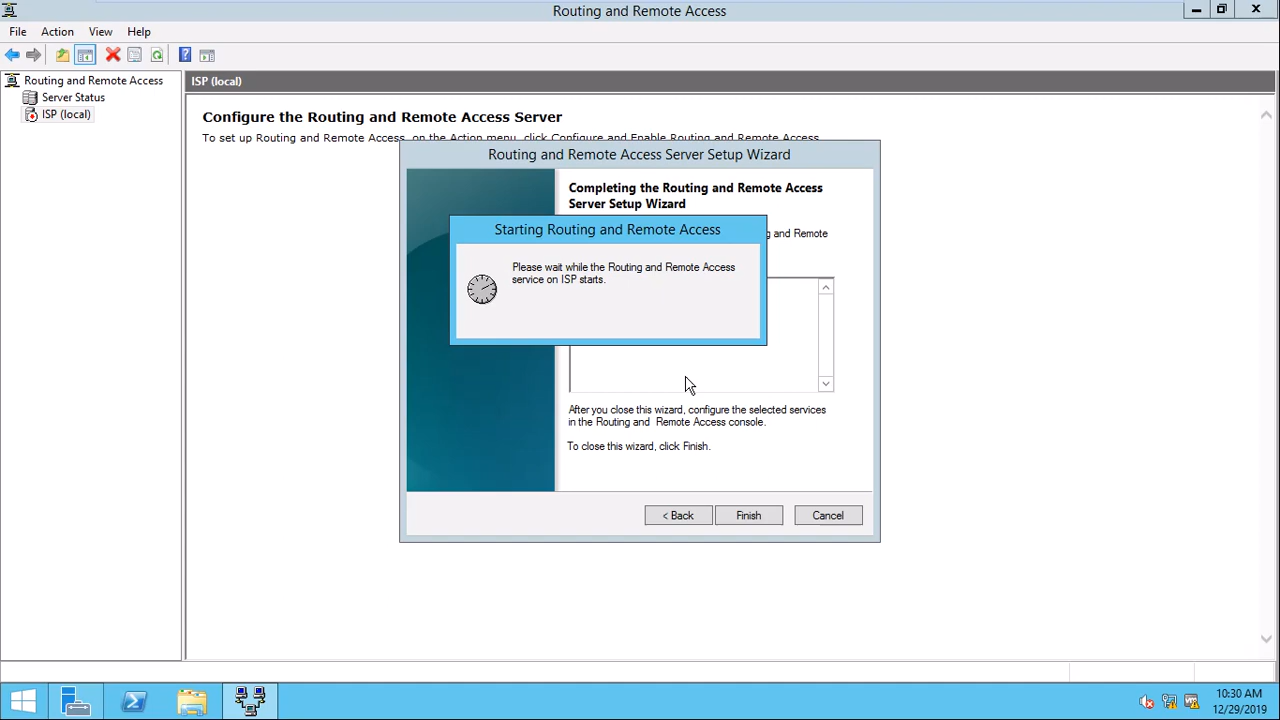 Routing and Remote Access
File Action View Help
Routing and Remote Access
Server Status
ISP (local)
ISP (local)
Configure the Routing and Remote Access Server
To set up Routing and Remote Access, on the Action menu, click Configure and Enable Routing and Remote Access.
Routing and Remote Access Server Setup Wizard
Completing the Routing and Remote Access
Server Setup Wizard
and Remote
Starting Routing and Remote Access
Please wait while the Routing and Remote Access
service on ISP starts.
After you close this wizard, configure the selected services
in the Routing and Remote Access console.
To close this wizard, click Finish.
< Back Finish Cancel
10:30 AM
12/29/2019